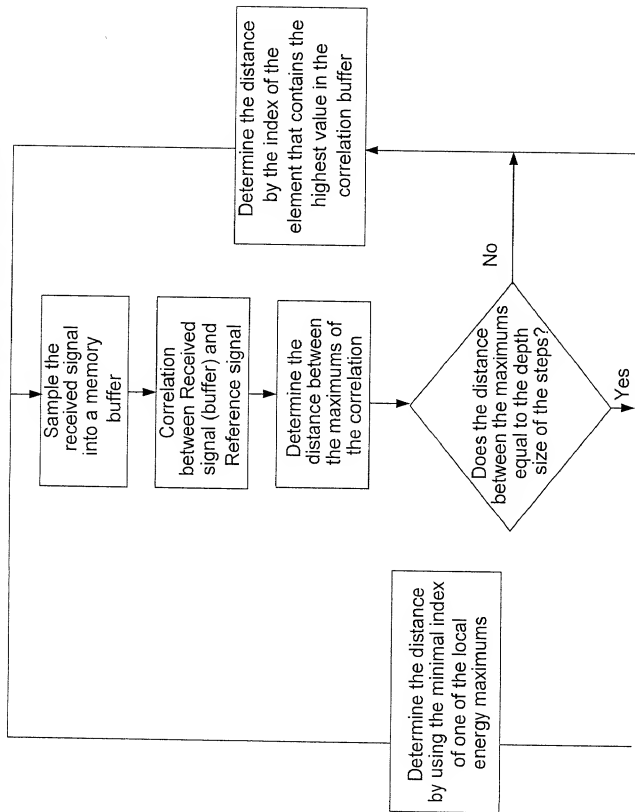 Sample the
received signal
into a memory
buffer
Correlation
between Received
signal (buffer) and
Reference signal
Determine the
distance between
the maximums of
the correlation
Does the distance
between the maximums
equal to the depth
size of the steps?
No
Yes
Determine the distance
by the index of the
element that contains the
highest value in the
correlation buffer
Determine the distance
by using the minimal index
of one of the local
energy maximums